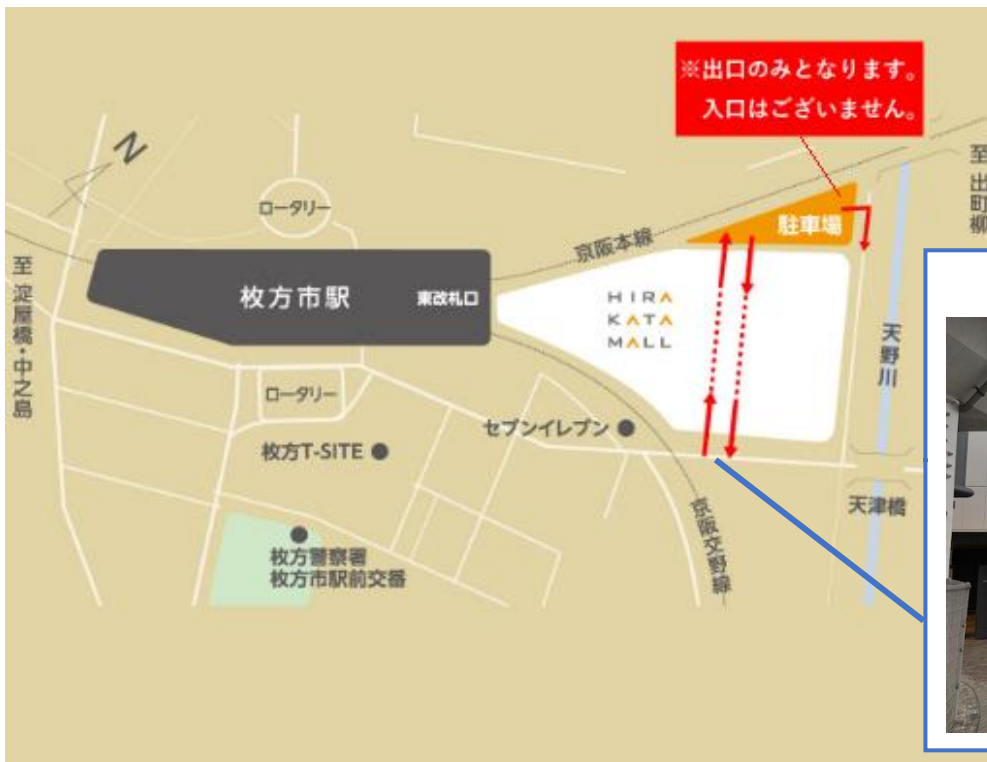 ※出口のみとなります。
入口はございません。
N
至
出
町
柳
ロータリー
京阪本線
駐車場
至
淀屋橋・中之島
枚方市駅
東改札口
HIRA
KATA
MALL
天野川
ロータリー
セブンイレブン
枚方T-SITE
天津橋
京阪交野線
枚方警察署
枚方市駅前交番